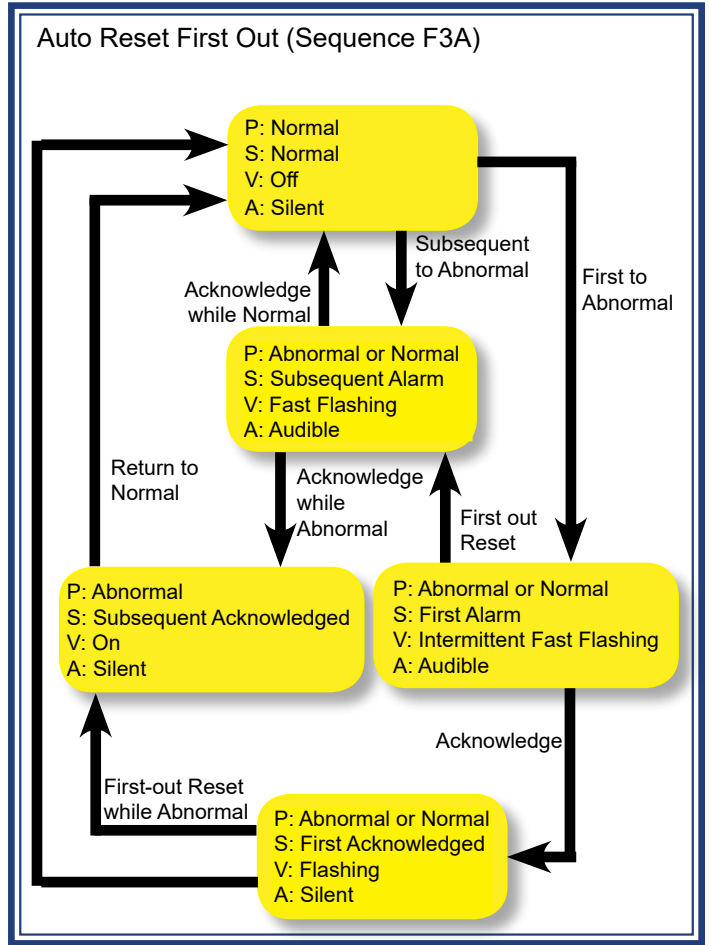 Auto Reset First Out (Sequence F3A)
P: Normal
S: Normal
V: Off
A: Silent
Subsequent
to Abnormal
First to
Abnormal
Acknowledge
while Normal
P: Abnormal or Normal
S: Subsequent Alarm
V: Fast Flashing
A: Audible
Return to
Normal
Acknowledge
while
Abnormal
First out
Reset
P: Abnormal
S: Subsequent Acknowledged
V: On
A: Silent
P: Abnormal or Normal
S: First Alarm
V: Intermittent Fast Flashing
A: Audible
Acknowledge
First-out Reset
while Abnormal
P: Abnormal or Normal
S: First Acknowledged
V: Flashing
A: Silent